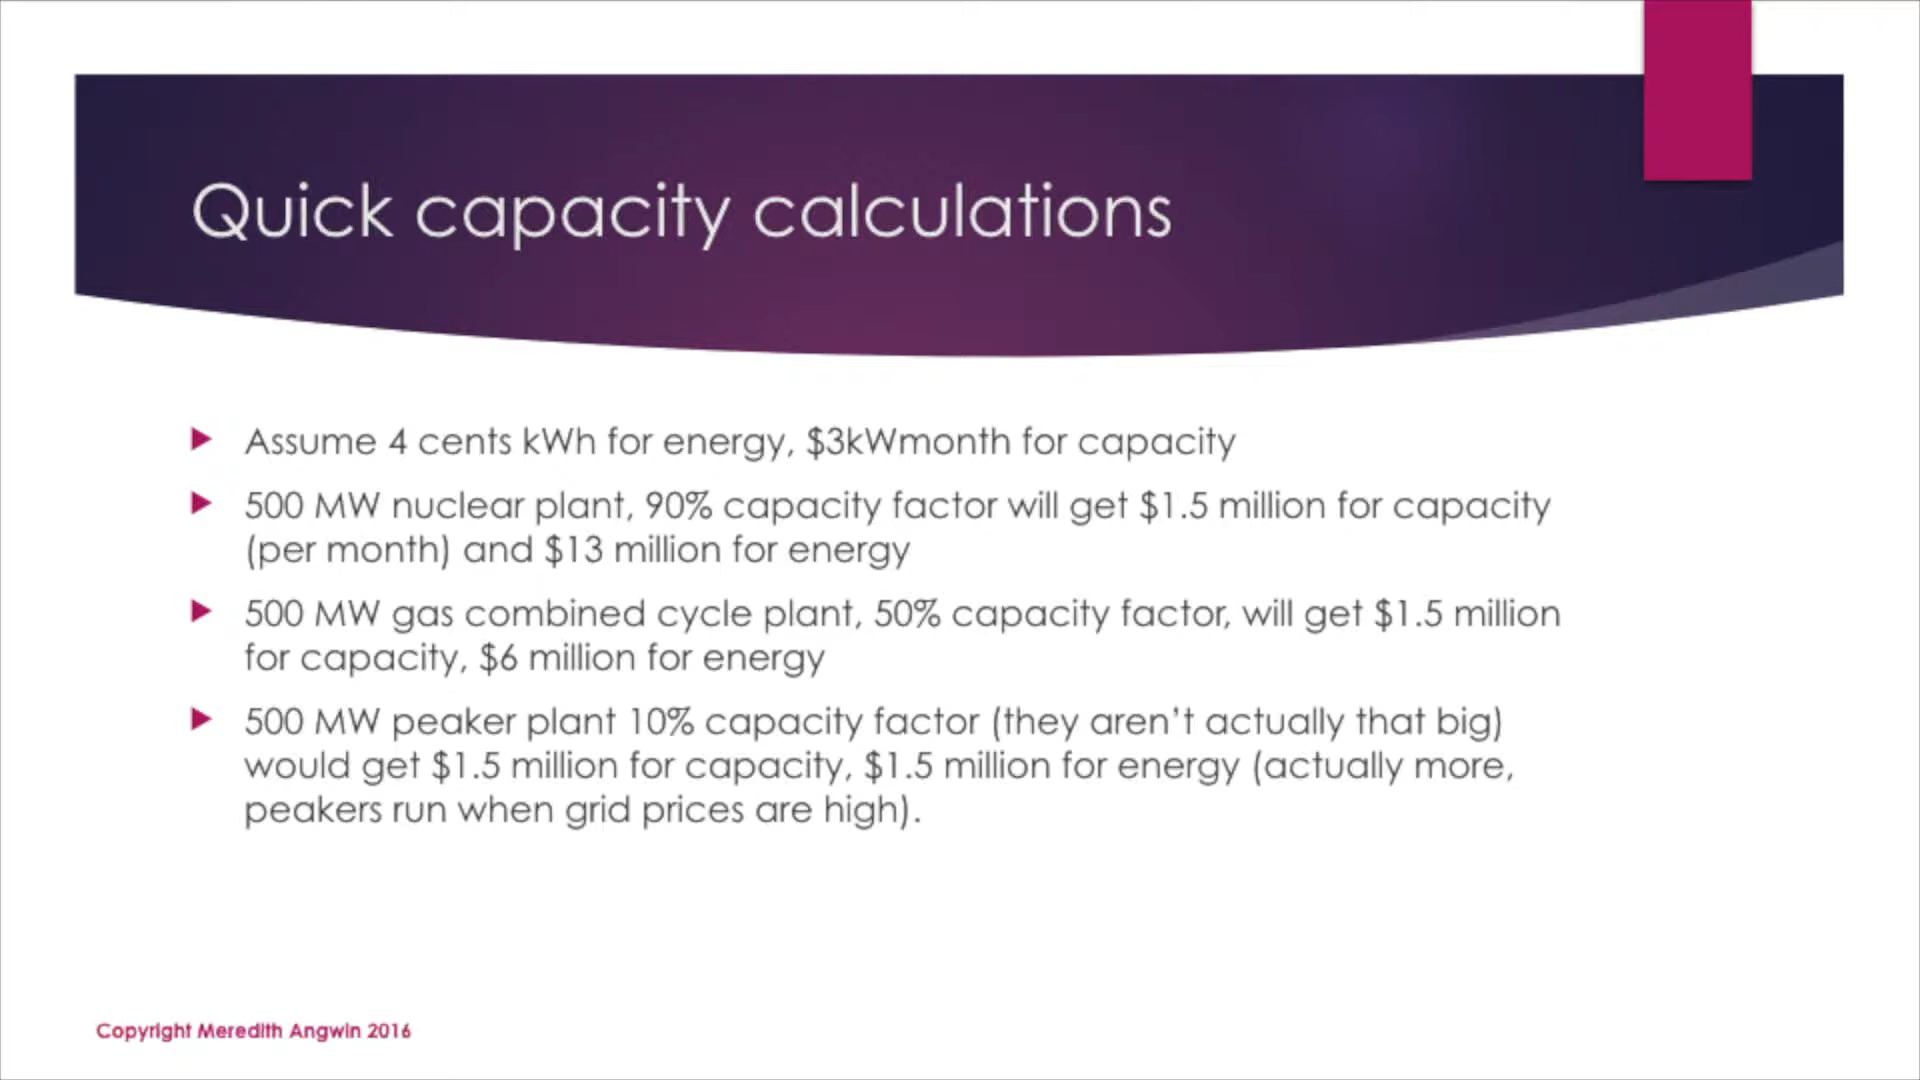 Quick capacity calculations
Assume 4 cents kWh for energy, $3kWmonth for capacity
500 MW nuclear plant, 90% capacity factor will get $1.5 million for capacity
(per month) and $13 million for energy
500 MW gas combined cycle plant, 50% capacity factor, will get $1.5 million
for capacity, $6 million for energy
500 MW peaker plant 10% capacity factor (they aren't actually that big)
would get $1.5 million for capacity, $1.5 million for energy (actually more,
peakers run when grid prices are high).
Copyright Meredith Angwin 2016